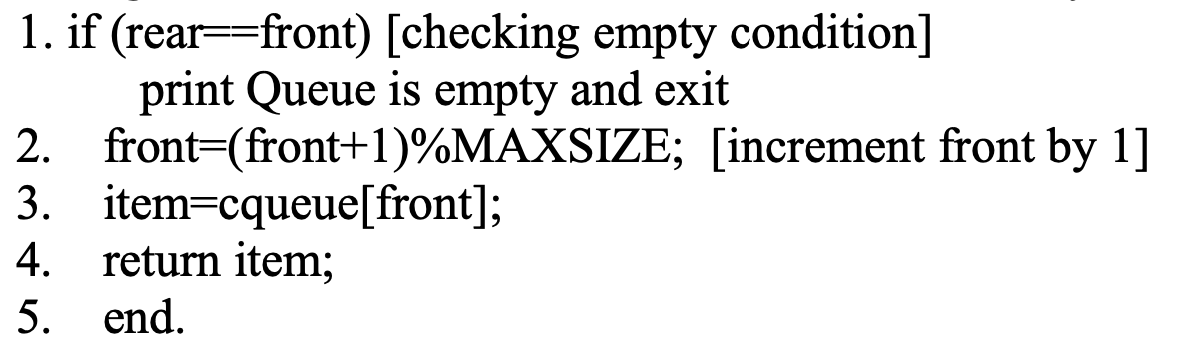 1. if (rear==front) [checking empty condition]
print Queue is empty and exit
2. front=(front+1)%MAXSIZE; [increment front by 1]
3. item=cqueue[front];
4. return item;
5. end.